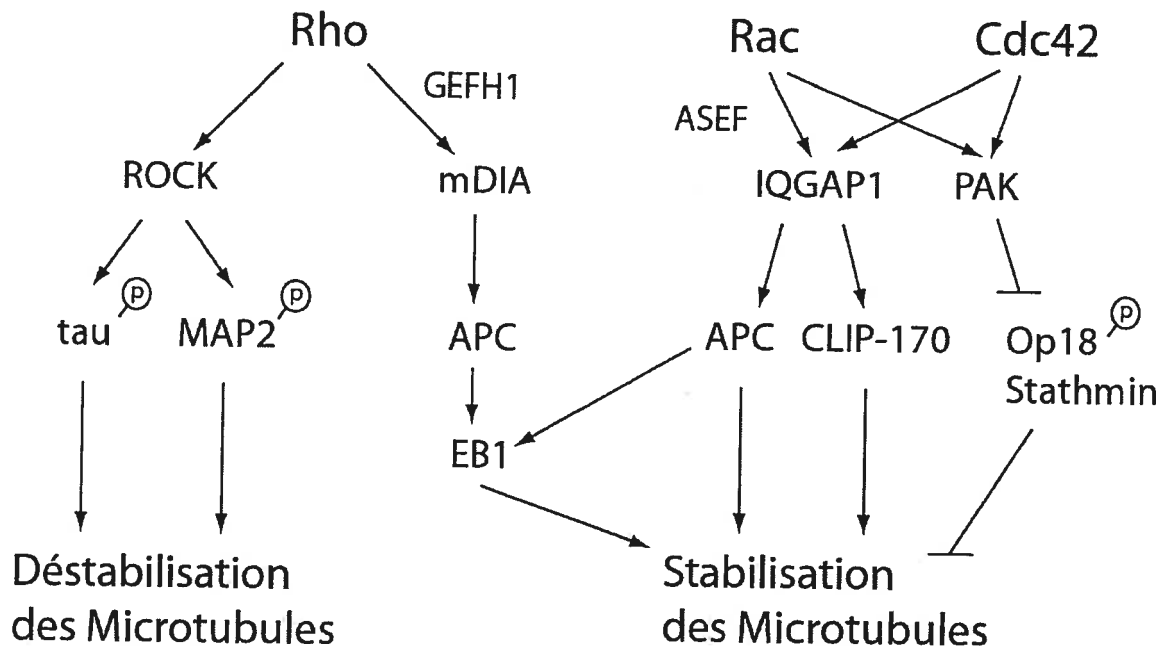 Rho
Rac
Cdc42
GEFH1
ASEF
ROCK
mDIA
IQGAP1
PAK
tau
P
MAP2
P
APC
APC
CLIP-170
Op18
P
Stathmin
EB1
Déstabilisation
des Microtubules
Stabilisation
des Microtubules